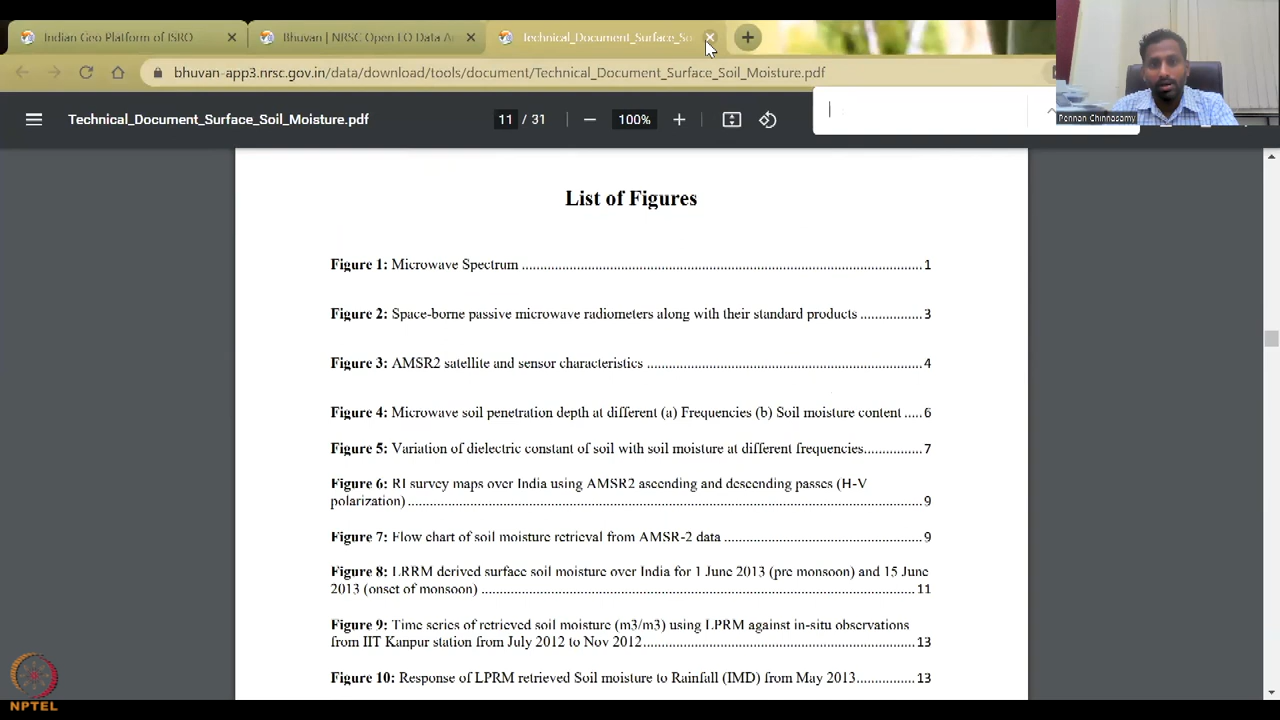 Indian Geo Platform of ISRO
Bhuvan | NRSC Open EO Data Ar
Technical_Document_Surface_So
bhuvan-app3.nrsc.gov.in/data/download/tools/document/Technical_Document_Surface_Soil_Moisture.pdf
Technical_Document_Surface_Soil_Moisture.pdf
11 / 31
100%
Pennan Chinnasamy
List of Figures
Figure 1: Microwave Spectrum ........ 1
Figure 2: Space-borne passive microwave radiometers along with their standard products ........ 3
Figure 3: AMSR2 satellite and sensor characteristics ........ 4
Figure 4: Microwave soil penetration depth at different (a) Frequencies (b) Soil moisture content ..... 6
Figure 5: Variation of dielectric constant of soil with soil moisture at different frequencies........ 7
Figure 6: RI survey maps over India using AMSR2 ascending and descending passes (H-V
polarization) ........ 9
Figure 7: Flow chart of soil moisture retrieval from AMSR-2 data ........ 9
Figure 8: LRRM derived surface soil moisture over India for 1 June 2013 (pre monsoon) and 15 June
2013 (onset of monsoon) ........ 11
Figure 9: Time series of retrieved soil moisture (m3/m3) using LPRM against in-situ observations
from IIT Kanpur station from July 2012 to Nov 2012........ 13
Figure 10: Response of LPRM retrieved Soil moisture to Rainfall (IMD) from May 2013........ 13
NPTEL